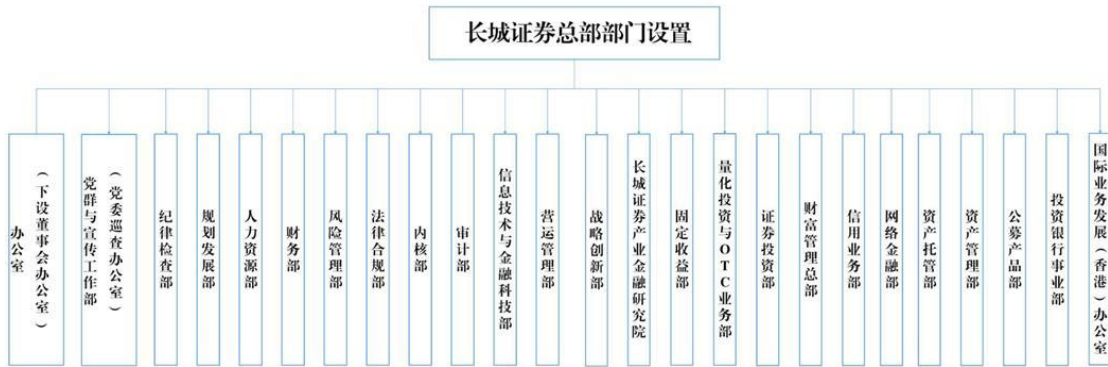 长城证券总部部门设置
办公室
（下设董事会办公室）
党群与宣传工作部
（党委巡查办公室）
纪律检查部
规划发展部
人力资源部
财务部
风险管理部
法律合规部
内核部
审计部
信息技术与金融科技部
营运管理部
战略创新部
长城证券产业金融研究院
固定收益部
量化投资与OTC业务部
证券投资部
财富管理总部
信用业务部
网络金融部
资产托管部
资产管理部
公募产品部
投资银行事业部
国际业务发展（香港）办公室